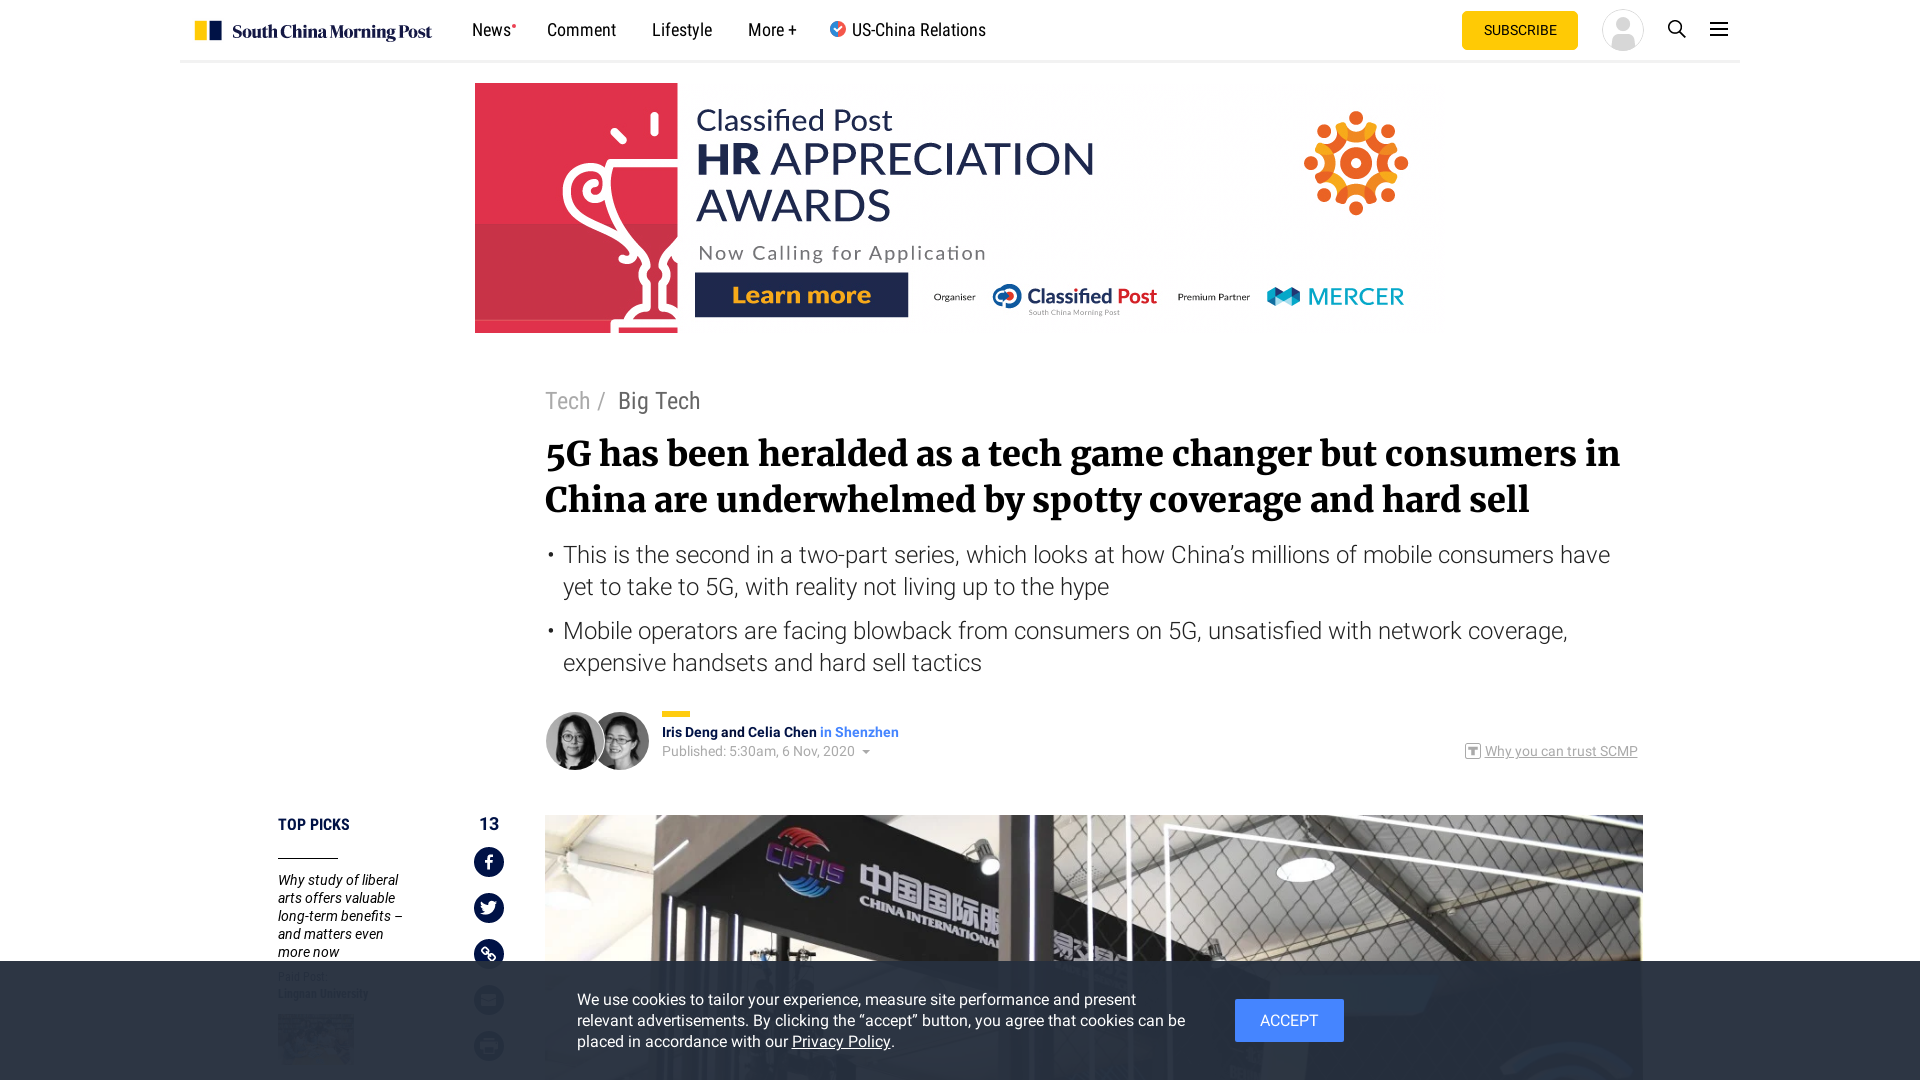 South China Morning Post
News
Comment
Lifestyle
More +
US-China Relations
SUBSCRIBE
Classified Post
HR APPRECIATION
AWARDS
Now Calling for Application
Learn more
Organiser
Classified Post
South China Morning Post
Premium Partner
MERCER
Tech / Big Tech
5G has been heralded as a tech game changer but consumers in
China are underwhelmed by spotty coverage and hard sell
• This is the second in a two-part series, which looks at how China’s millions of mobile consumers have
yet to take to 5G, with reality not living up to the hype
• Mobile operators are facing blowback from consumers on 5G, unsatisfied with network coverage,
expensive handsets and hard sell tactics
Iris Deng and Celia Chen in Shenzhen
Published: 5:30am, 6 Nov, 2020
Why you can trust SCMP
TOP PICKS
13
Why study of liberal
arts offers valuable
long-term benefits –
and matters even
more now
Paid Post:
Lingnan University
CIFTIS
中国国际服
CHINA INTERNATIONAL
We use cookies to tailor your experience, measure site performance and present
relevant advertisements. By clicking the “accept” button, you agree that cookies can be
placed in accordance with our Privacy Policy.
ACCEPT